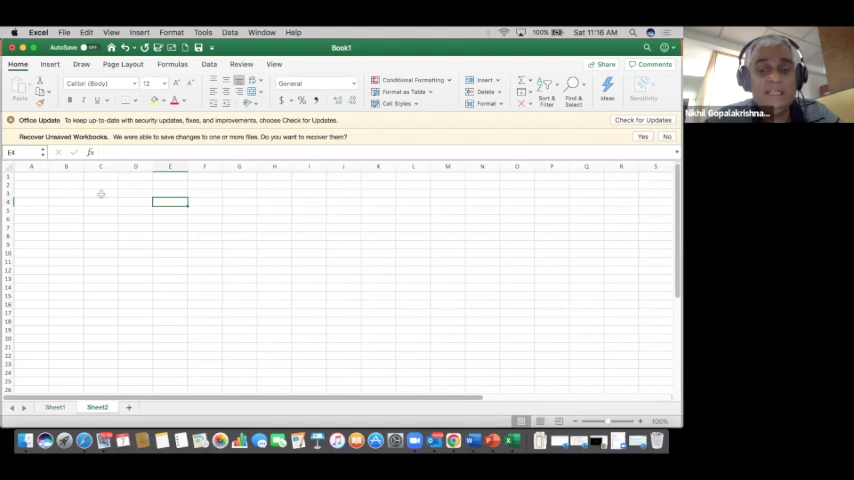 Excel File Edit View Insert Format Tools Data Window Help 100% Sat 11:16 AM
AutoSave OFF Book1
Home Insert Draw Page Layout Formulas Data Review View Share Comments
Paste Calibri (Body) 12 General Conditional Formatting Format as Table Cell Styles Insert Delete Format Sort & Filter Find & Select Ideas Sensitivity
B I U $ %
Office Update To keep up-to-date with security updates, fixes, and improvements, choose Check for Updates. Check for Updates
Recover Unsaved Workbooks. We were able to save changes to one or more files. Do you want to recover them? Yes No
E4 fx
A B C D E F G H I J K L M N O P Q R S
1
2
3
4
5
6
7
8
9
10
11
12
13
14
15
16
17
18
19
20
21
22
23
24
25
26
Sheet1 Sheet2 +
100%
Nikhil Gopalakrishna...